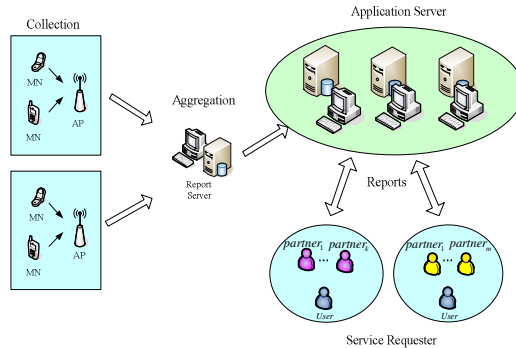 Collection
MN
MN
AP
MN
MN
AP
Aggregation
Report
Server
Application Server
Reports
partner₁ ... partnerₖ
User
partner₁ ... partnerₘ
User
Service Requester